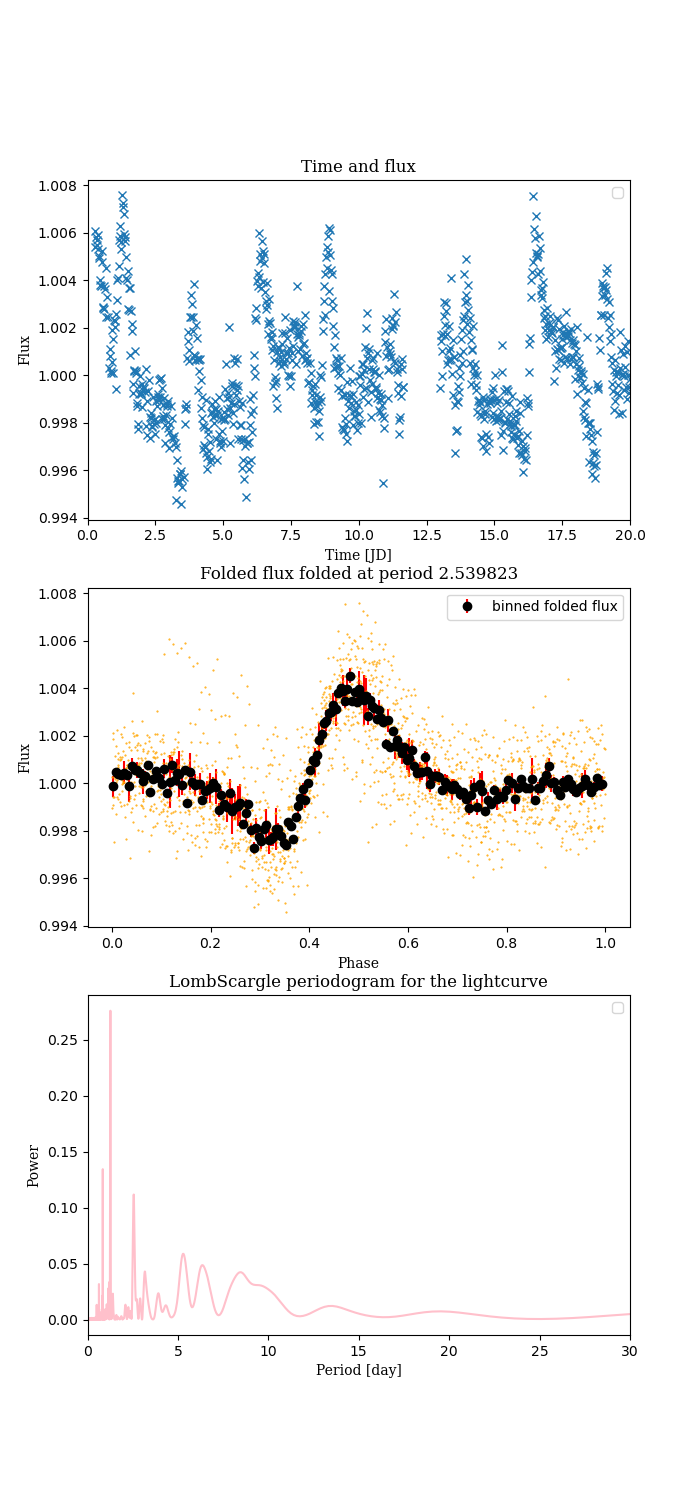 Time and flux
1.008
1.006
1.004
1.002
1.000
0.998
0.996
0.994
Flux
0.0 2.5 5.0 7.5 10.0 12.5 15.0 17.5 20.0
Time [JD]
Folded flux folded at period 2.539823
binned folded flux
1.008
1.006
1.004
1.002
1.000
0.998
0.996
0.994
Flux
0.0 0.2 0.4 0.6 0.8 1.0
Phase
LombScargle periodogram for the lightcurve
0.25
0.20
0.15
0.10
0.05
0.00
Power
0 5 10 15 20 25 30
Period [day]